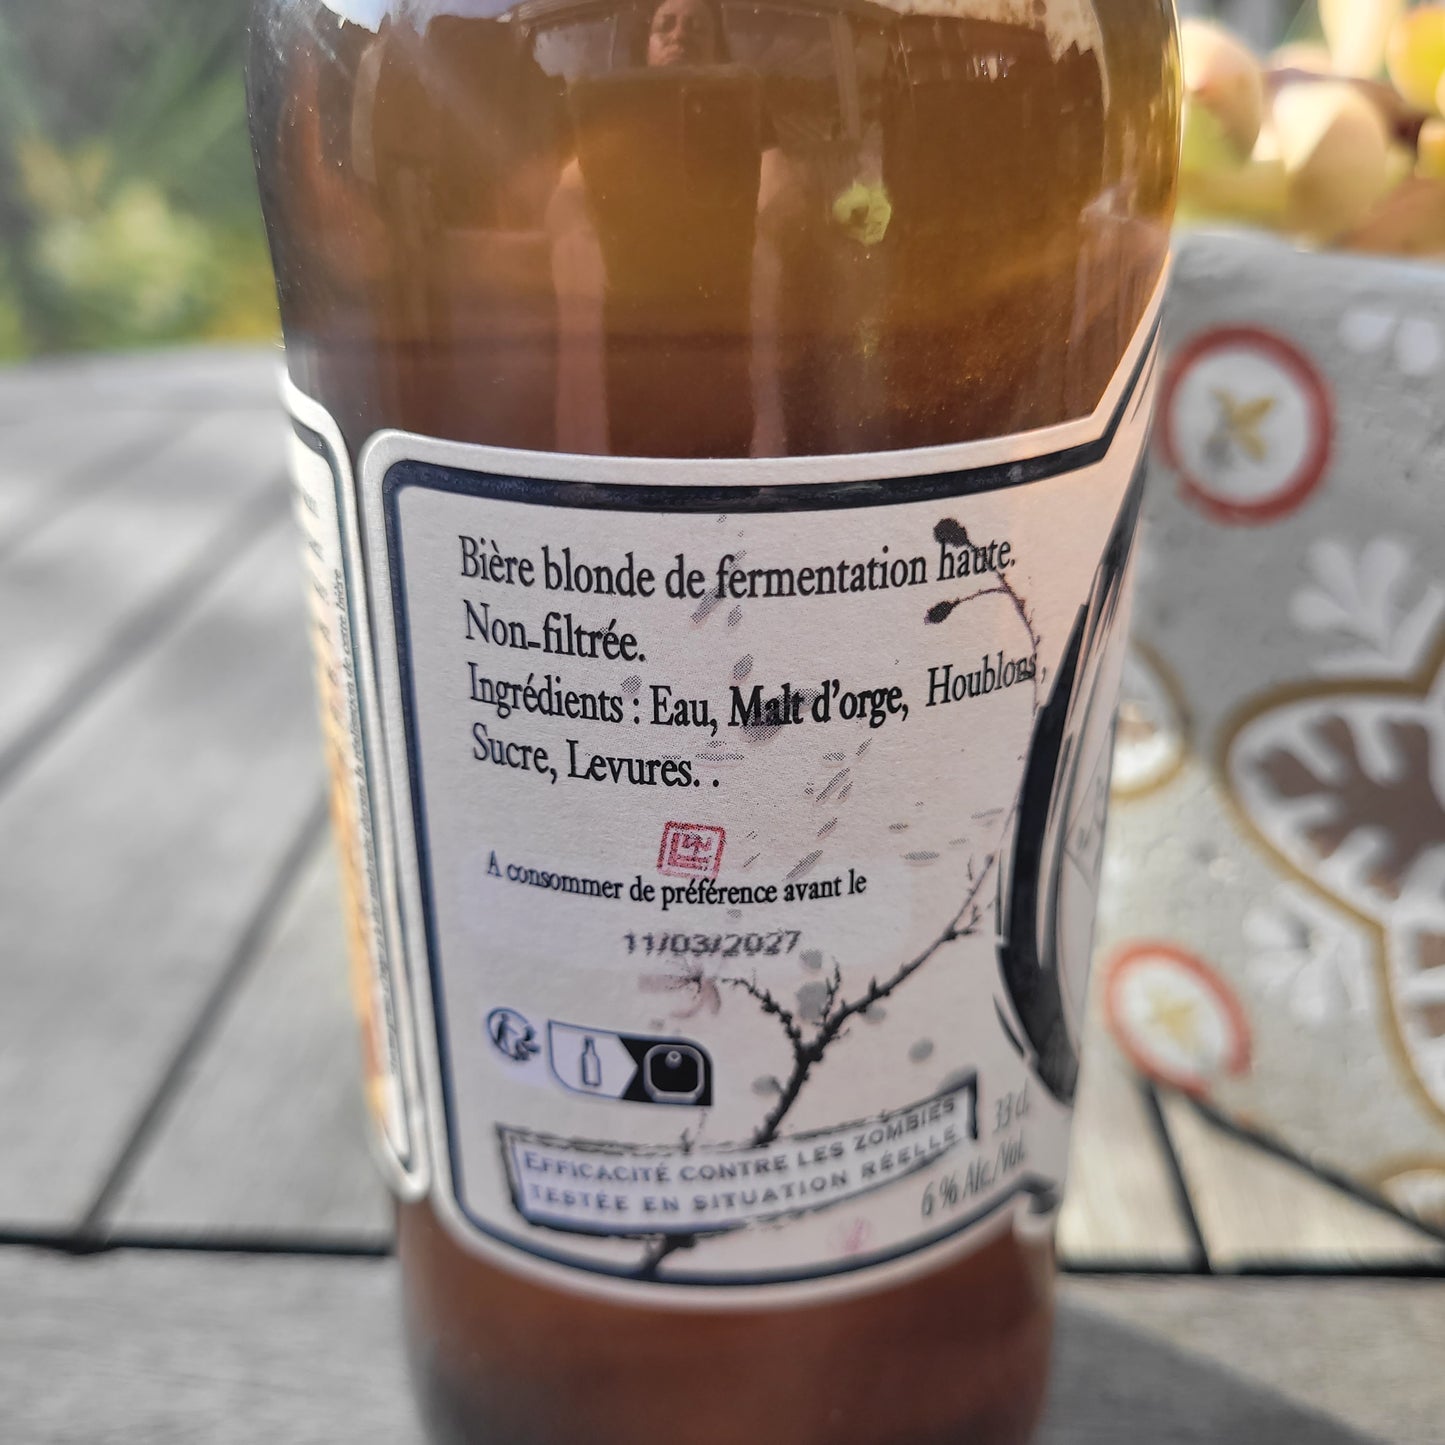 Bière blonde de fermentation haute.
Non-filtrée.
Ingrédients : Eau, Malt d'orge, Houblons,
Sucre, Levures. .
A consommer de préférence avant le
11/03/2027
EFFICACITÉ CONTRE LES ZOMBIES
TESTÉE EN SITUATION RÉELLE
33 cl.
6 % Alc./Vol.